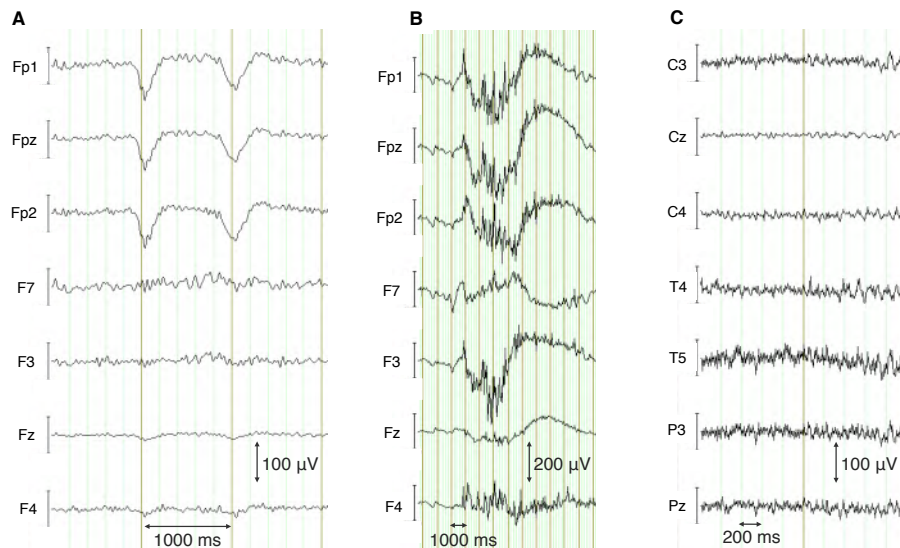 A
Fp1
Fpz
Fp2
F7
F3
Fz
F4
100 µV
1000 ms
B
Fp1
Fpz
Fp2
F7
F3
Fz
F4
200 µV
1000 ms
C
C3
Cz
C4
T4
T5
P3
Pz
100 µV
200 ms